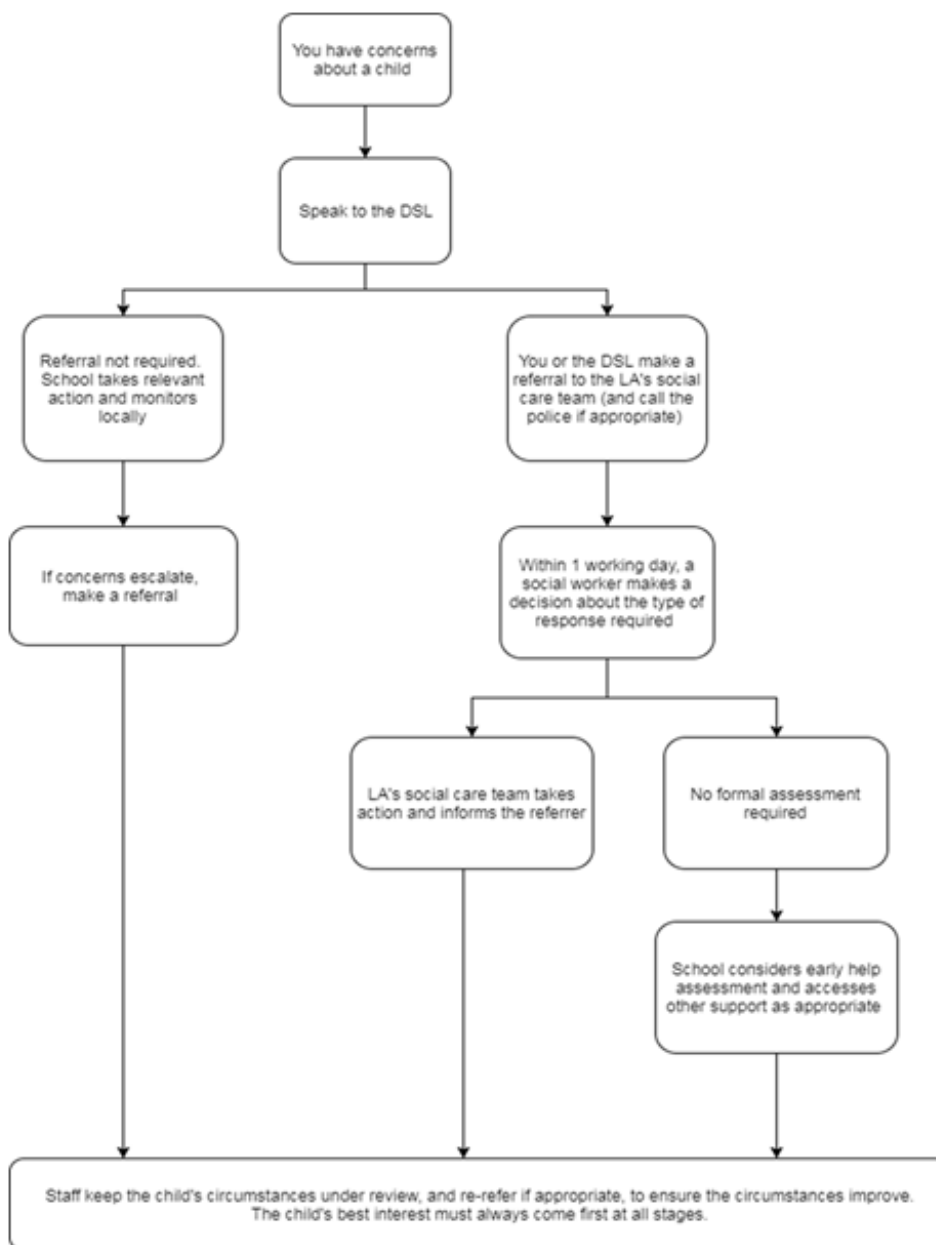 You have concerns
about a child
Speak to the DSL
Referral not required.
School takes relevant
action and monitors
locally
You or the DSL make a
referral to the LA's social
care team (and call the
police if appropriate)
If concerns escalate,
make a referral
Within 1 working day, a
social worker makes a
decision about the type of
response required
LA's social care team takes
action and informs the referrer
No formal assessment
required
School considers early help
assessment and accesses
other support as appropriate
Staff keep the child's circumstances under review, and re-refer if appropriate, to ensure the circumstances improve.
The child's best interest must always come first at all stages.